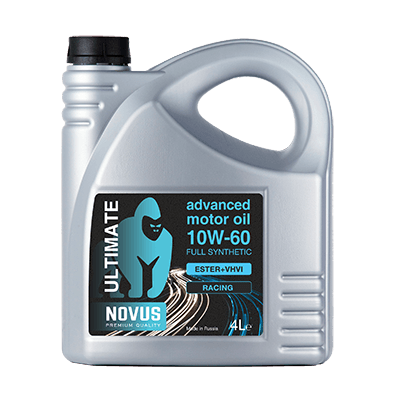 ULTIMATE
advanced
motor oil
10W-60
FULL SYNTHETIC
ESTER+VHVI
RACING
NOVUS
PREMIUM QUALITY
Made in Russia
4L℮